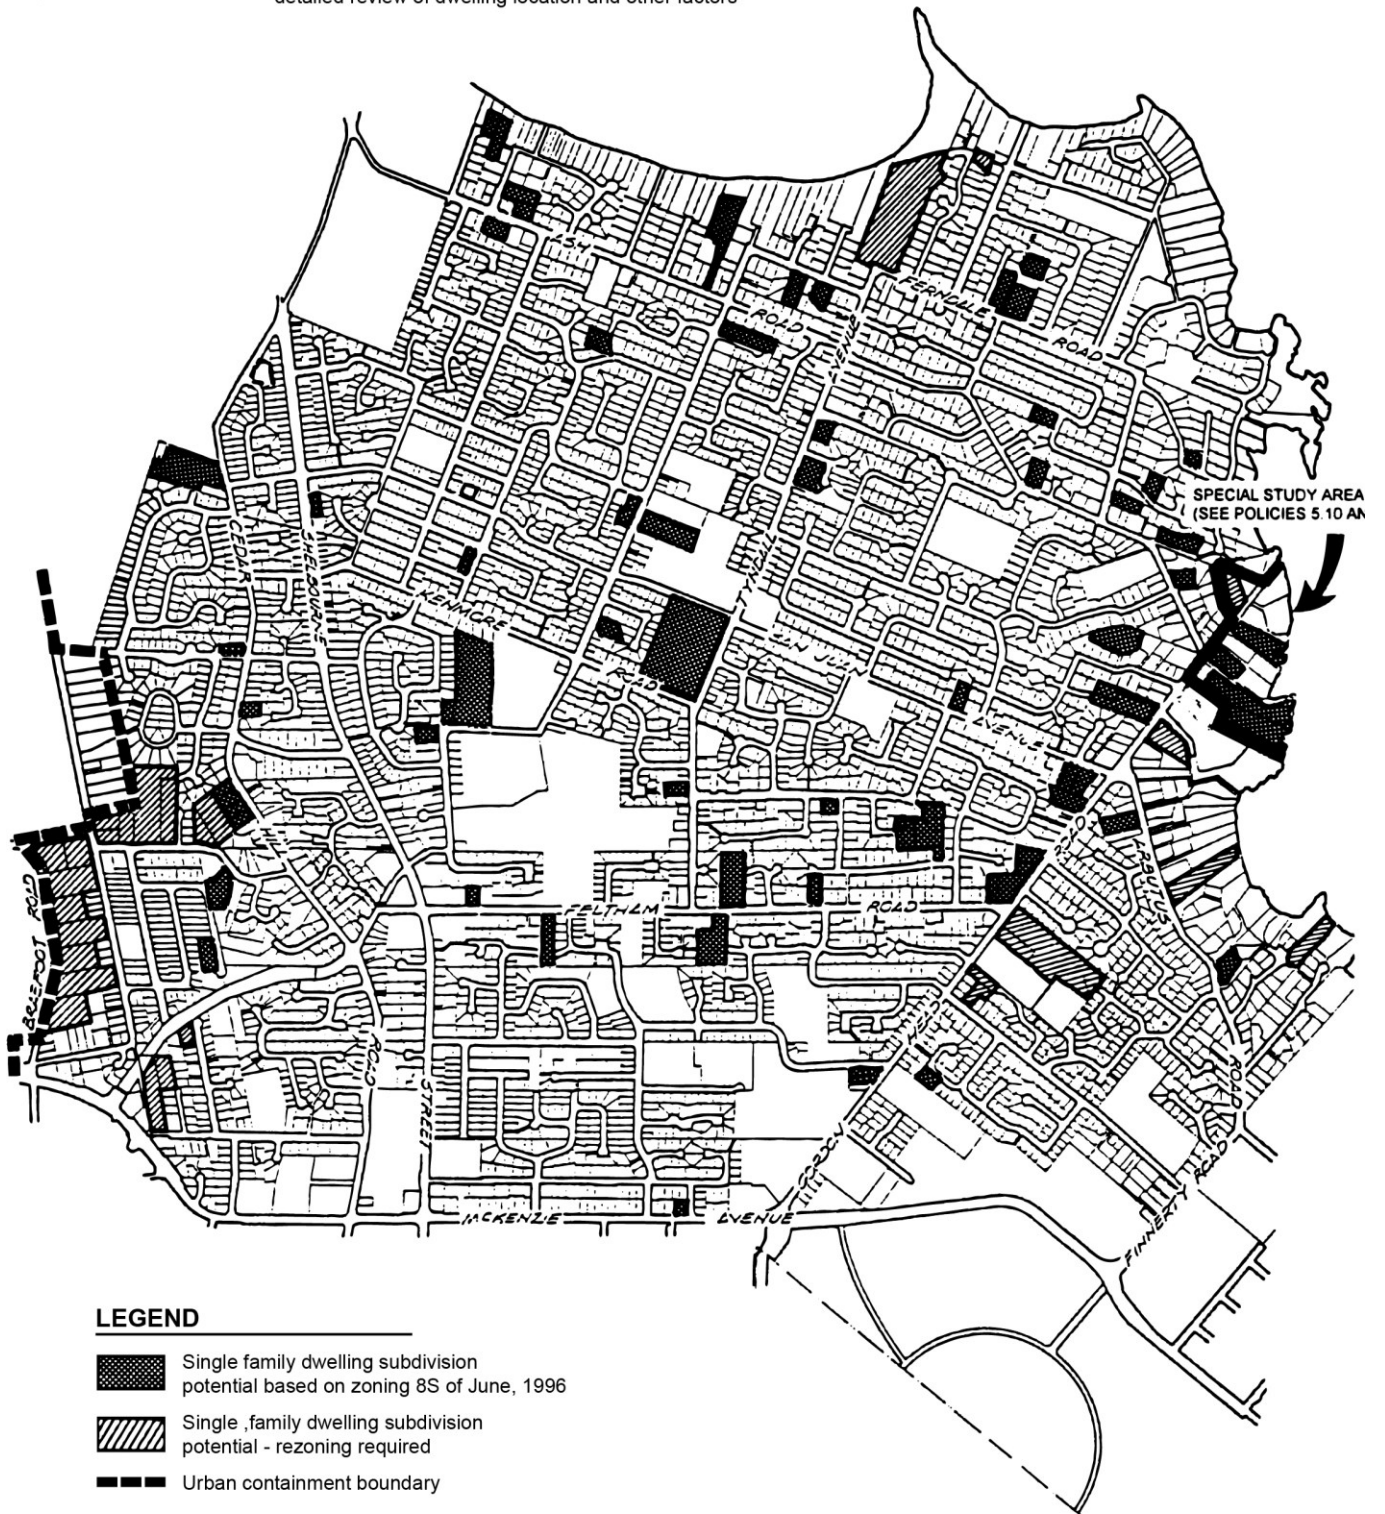 detailed review of dwelling location and other factors
ASH
ROAD
FERNDALE
ROAD
SPECIAL STUDY AREA
(SEE POLICIES 5.10 AN
CEDAR
SHELBOURNE
KENMORE
ROAD
TYNDALL
AVENUE
SAN JUAN
AVENUE
HILL
ROAD
ARBUTUS
FELTHAM
ROAD
BRAEFOOT ROAD
ROAD
STREET
ROAD
GORDON
FINNERTY ROAD
MCKENZIE
AVENUE
LEGEND
Single family dwelling subdivision
potential based on zoning 8S of June, 1996
Single ,family dwelling subdivision
potential - rezoning required
Urban containment boundary